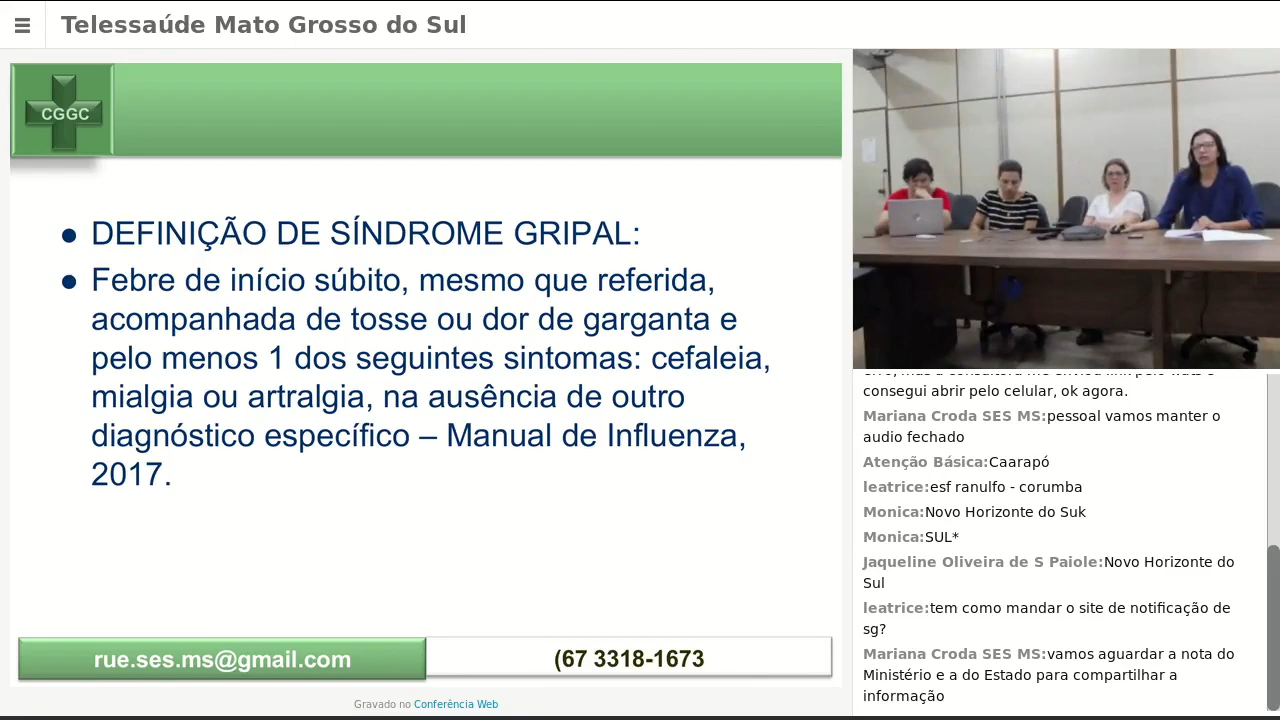 Telessaúde Mato Grosso do Sul
CGGC
● DEFINIÇÃO DE SÍNDROME GRIPAL:
● Febre de início súbito, mesmo que referida,
acompanhada de tosse ou dor de garganta e
pelo menos 1 dos seguintes sintomas: cefaleia,
mialgia ou artralgia, na ausência de outro
diagnóstico específico – Manual de Influenza,
2017.
rue.ses.ms@gmail.com
(67 3318-1673
Gravado no Conferência Web
consegui abrir pelo celular, ok agora.
Mariana Croda SES MS:pessoal vamos manter o
audio fechado
Atenção Básica:Caarapó
leatrice:esf ranulfo - corumba
Monica:Novo Horizonte do Suk
Monica:SUL*
Jaqueline Oliveira de S Paiole:Novo Horizonte do
Sul
leatrice:tem como mandar o site de notificação de
sg?
Mariana Croda SES MS:vamos aguardar a nota do
Ministério e a do Estado para compartilhar a
informação